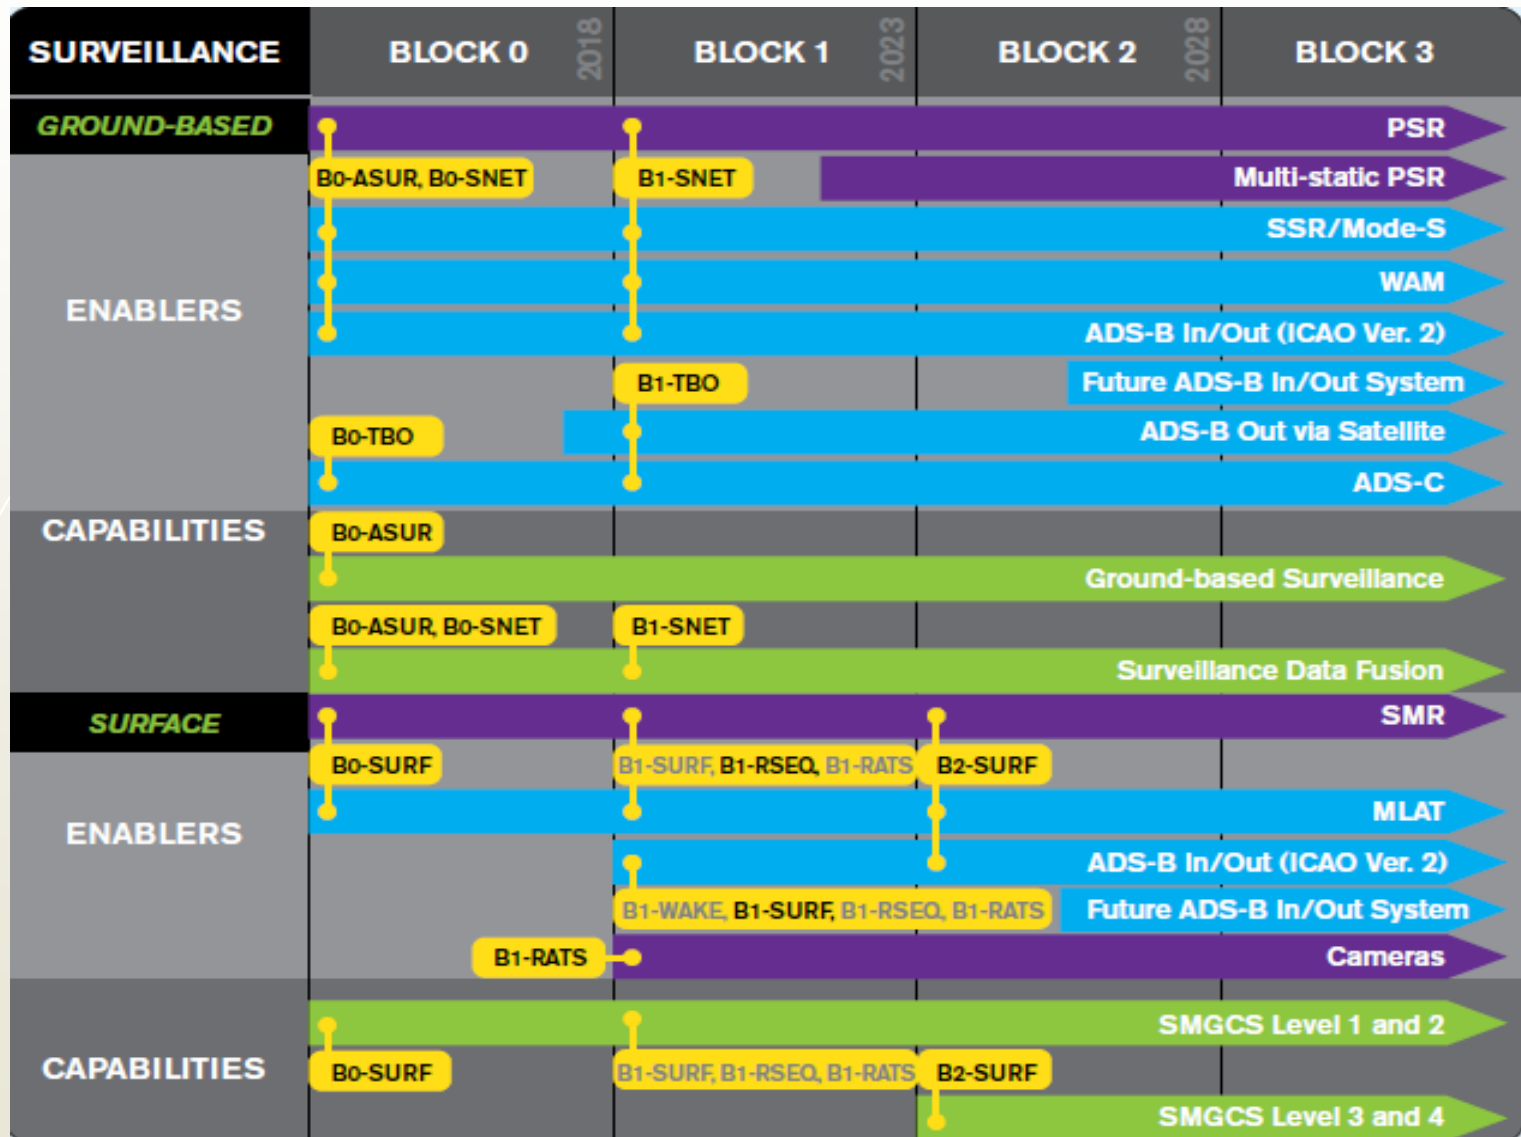 SURVEILLANCE BLOCK 0 2018 BLOCK 1 2023 BLOCK 2 2028 BLOCK 3
GROUND-BASED PSR
B0-ASUR, B0-SNET B1-SNET Multi-static PSR
SSR/Mode-S
WAM
ENABLERS
ADS-B In/Out (ICAO Ver. 2)
B1-TBO Future ADS-B In/Out System
B0-TBO ADS-B Out via Satellite
ADS-C
CAPABILITIES B0-ASUR
Ground-based Surveillance
B0-ASUR, B0-SNET B1-SNET
Surveillance Data Fusion
SURFACE SMR
B0-SURF B1-SURF, B1-RSEQ, B1-RATS B2-SURF
MLAT
ENABLERS
ADS-B In/Out (ICAO Ver. 2)
B1-WAKE, B1-SURF, B1-RSEQ, B1-RATS Future ADS-B In/Out System
B1-RATS Cameras
SMGCS Level 1 and 2
CAPABILITIES B0-SURF B1-SURF, B1-RSEQ, B1-RATS B2-SURF
SMGCS Level 3 and 4